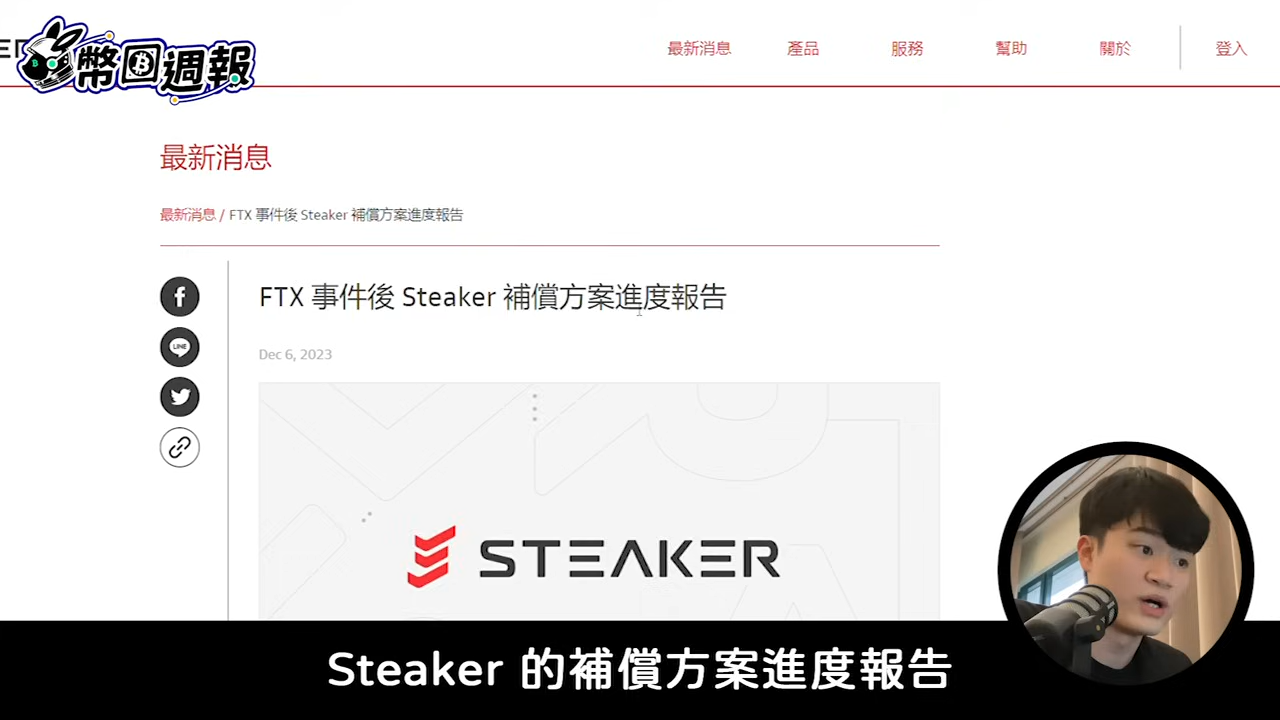 幣回週報
最新消息
產品
服務
幫助
關於
登入
最新消息
最新消息 / FTX 事件後 Steaker 補償方案進度報告
FTX 事件後 Steaker 補償方案進度報告
Dec 6, 2023
LINE
STEAKER
Steaker 的補償方案進度報告